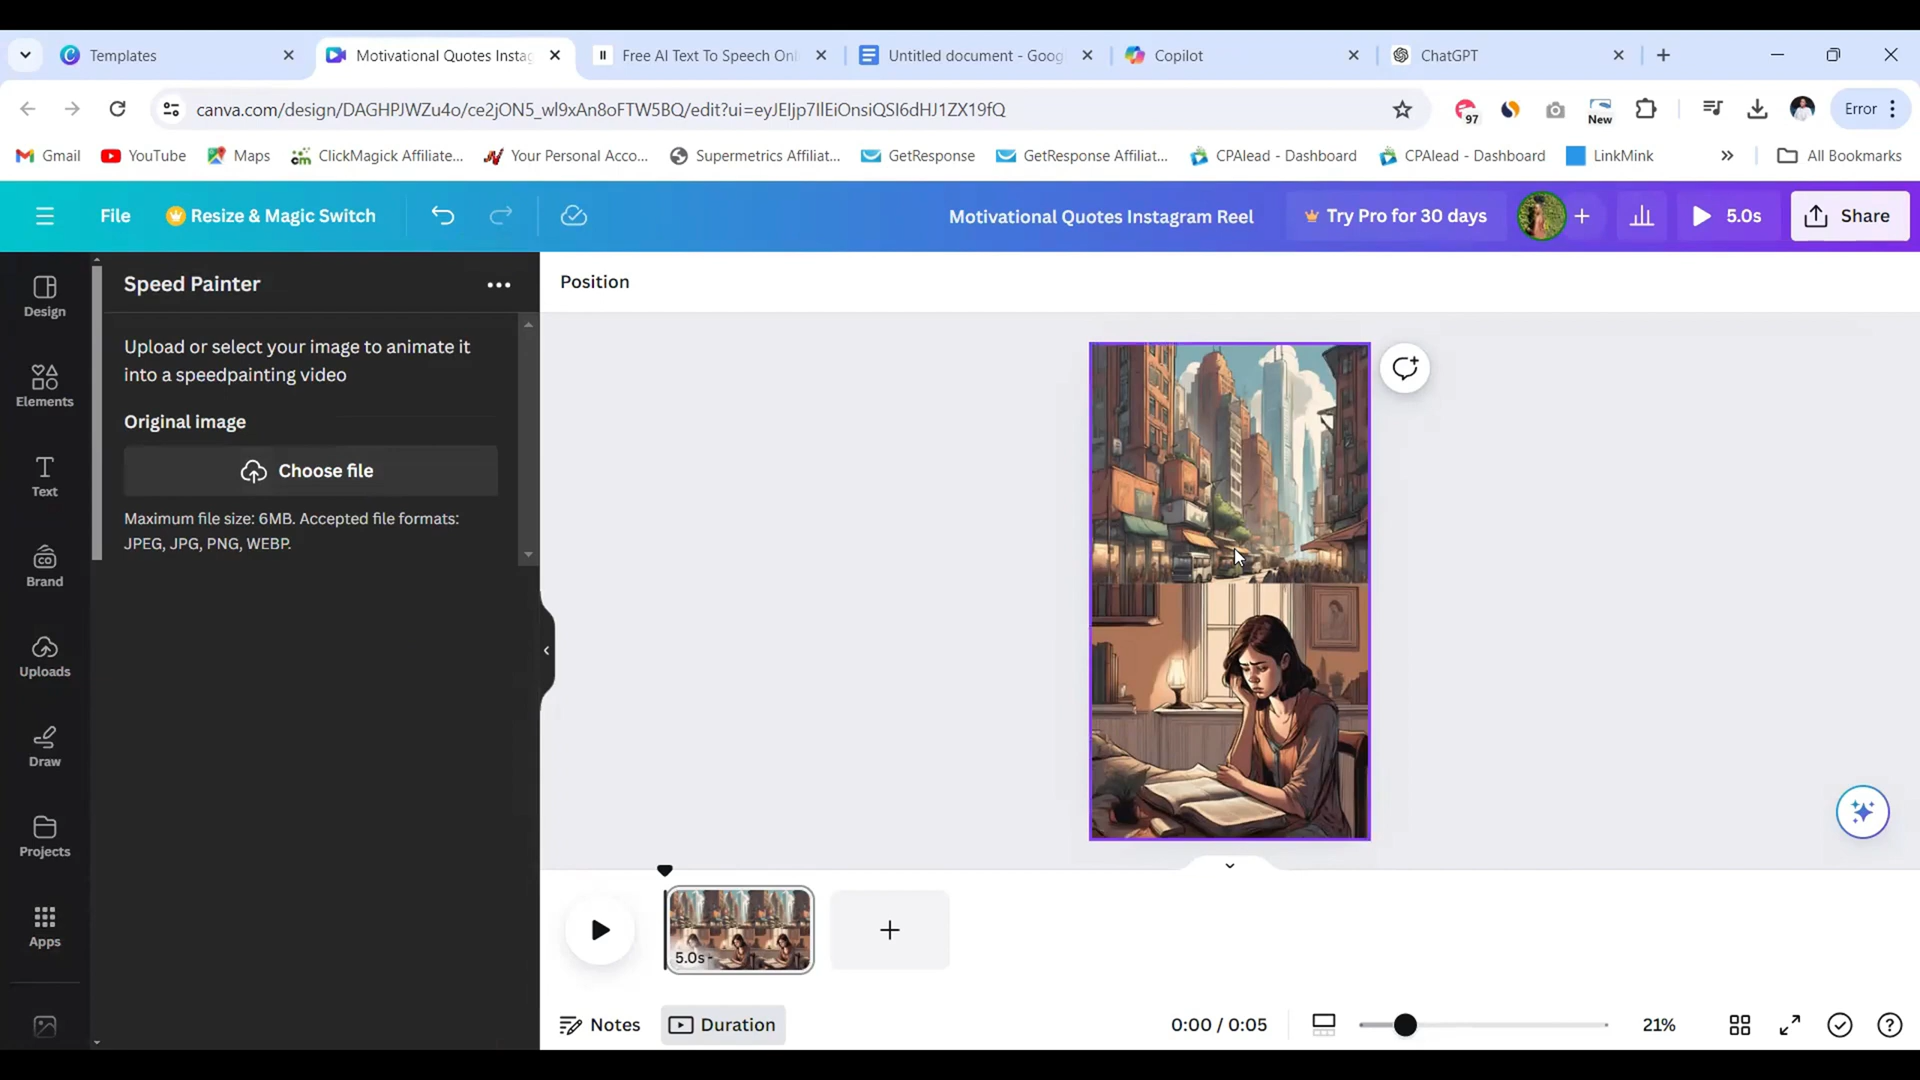 Templates
Motivational Quotes Insta
Free AI Text To Speech Onl
Untitled document - Goog
Copilot
ChatGPT
canva.com/design/DAGHPJWZu4o/ce2jON5_wl9xAn8oFTW5BQ/edit?ui=eyJEIjp7IlEiOnsiQSI6dHJ1ZX19fQ
97
New
Error
Gmail
YouTube
Maps
ClickMagick Affiliate...
Your Personal Acco...
Supermetrics Affiliat...
GetResponse
GetResponse Affiliat...
CPAlead - Dashboard
CPAlead - Dashboard
LinkMink
All Bookmarks
File
Resize & Magic Switch
Motivational Quotes Instagram Reel
Try Pro for 30 days
5.0s
Share
Design
Elements
Text
Brand
Uploads
Draw
Projects
Apps
Speed Painter
Upload or select your image to animate it
into a speedpainting video
Original image
Choose file
Maximum file size: 6MB. Accepted file formats:
JPEG, JPG, PNG, WEBP.
Position
5.0s
Notes
Duration
0:00 / 0:05
21%